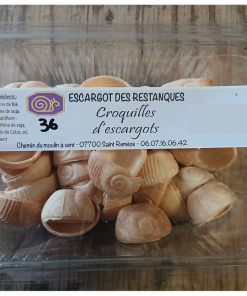 ESCARGOT DES RESTANQUES
36
Croquilles
d'escargots
Chemin du moulin à vent - 07700 Saint Remèze - 06.07.16.06.42